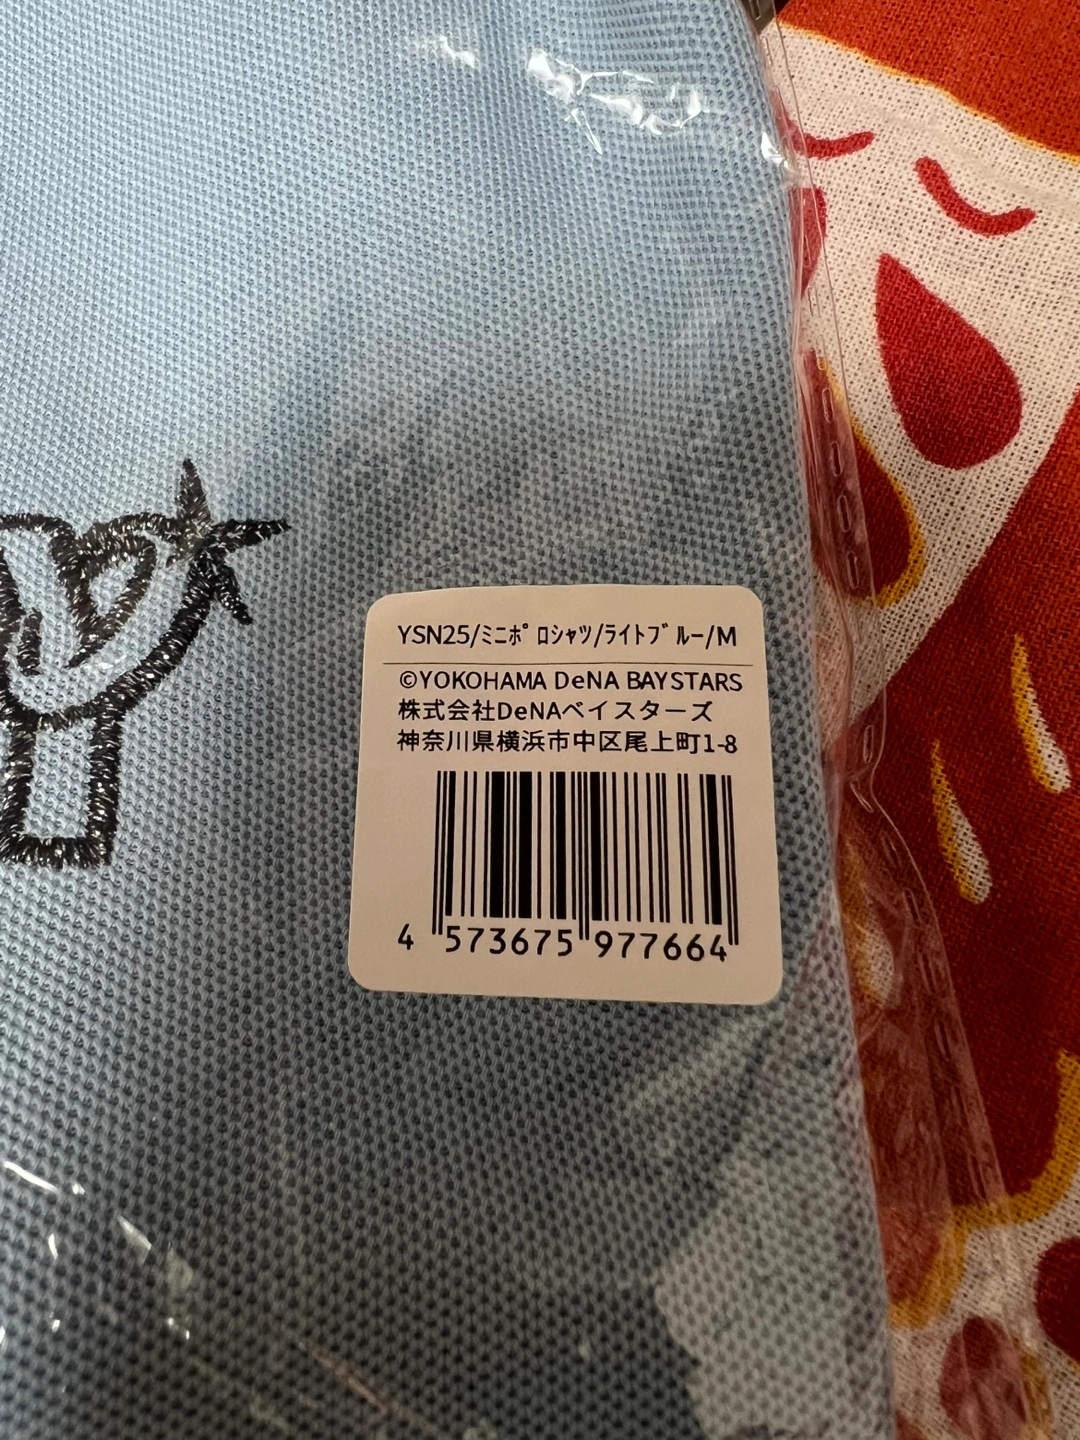 YSN25/ﾐﾆﾎﾟﾛｼｬﾂ/ﾗｲﾄﾌﾞﾙｰ/M
©YOKOHAMA DeNA BAYSTARS
株式会社DeNAベイスターズ
神奈川県横浜市中区尾上町1-8
4 573675 977664